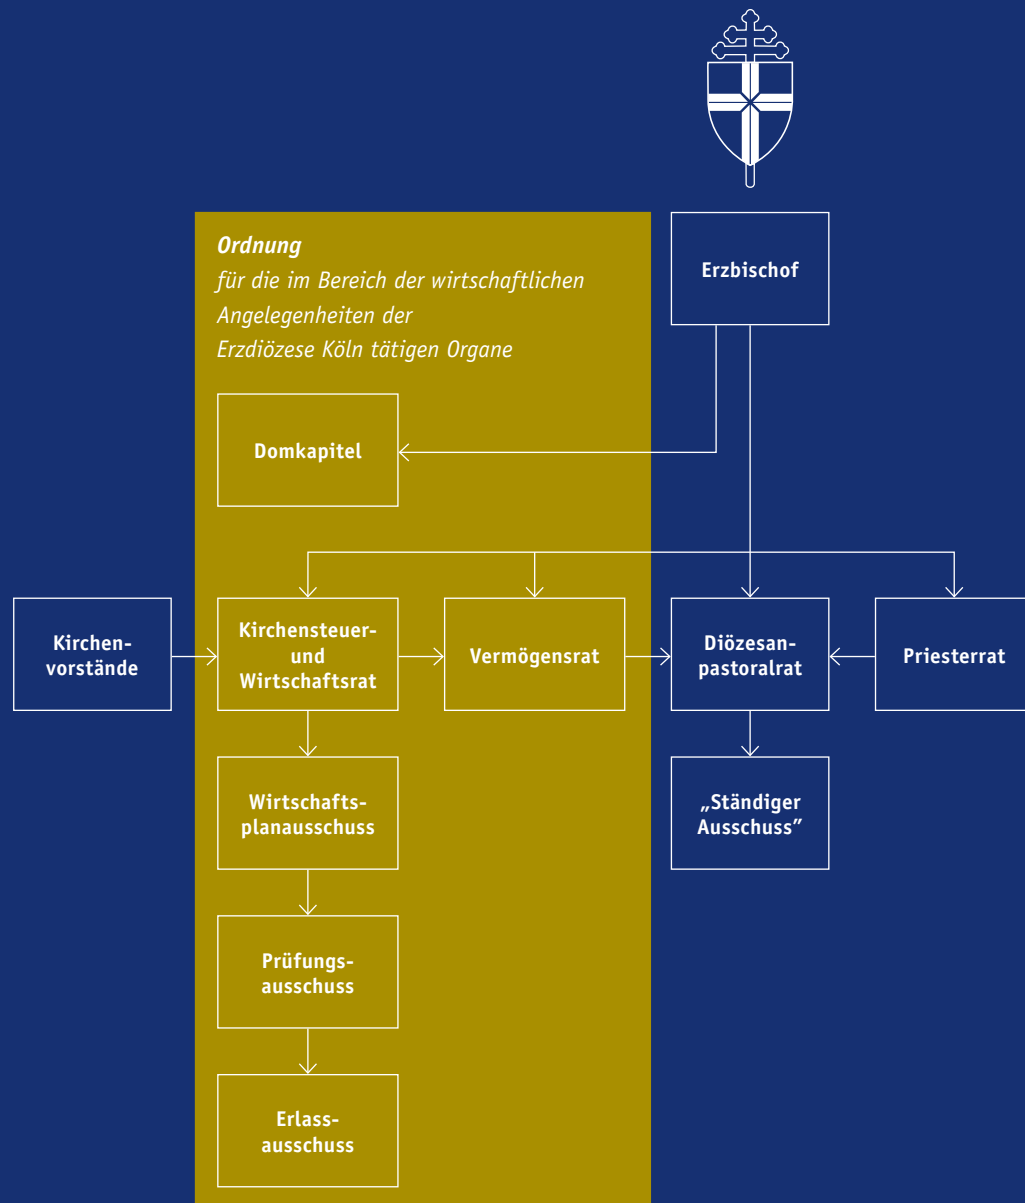 Ordnung
für die im Bereich der wirtschaftlichen
Angelegenheiten der
Erzdiözese Köln tätigen Organe
Erzbischof
Domkapitel
Kirchen-
vorstände
Kirchensteuer-
und
Wirtschaftsrat
Vermögensrat
Diözesan-
pastoralrat
Priesterrat
Wirtschafts-
planausschuss
„Ständiger
Ausschuss”
Prüfungs-
ausschuss
Erlass-
ausschuss